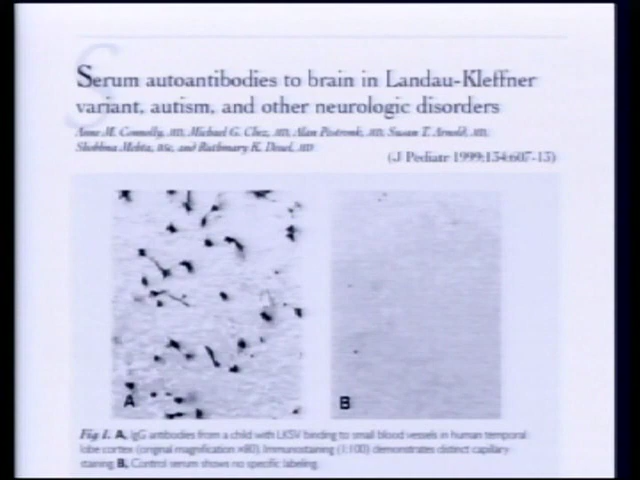 Serum autoantibodies to brain in Landau-Kleffner
variant, autism, and other neurologic disorders
Anne M. Connolly, MD, Michael G. Chez, MD, Alan Pestronk, MD, Susan T. Arnold, MD,
Shobhna Mehta, BSc, and Ruthmary K. Deuel, MD
(J Pediatr 1999;134:607-13)
A
B
Fig 1. A, IgG antibodies from a child with LKSV binding to small blood vessels in human temporal
lobe cortex (original magnification ×80). Immunostaining (1:100) demonstrates distinct capillary
staining. B, Control serum shows no specific labeling.